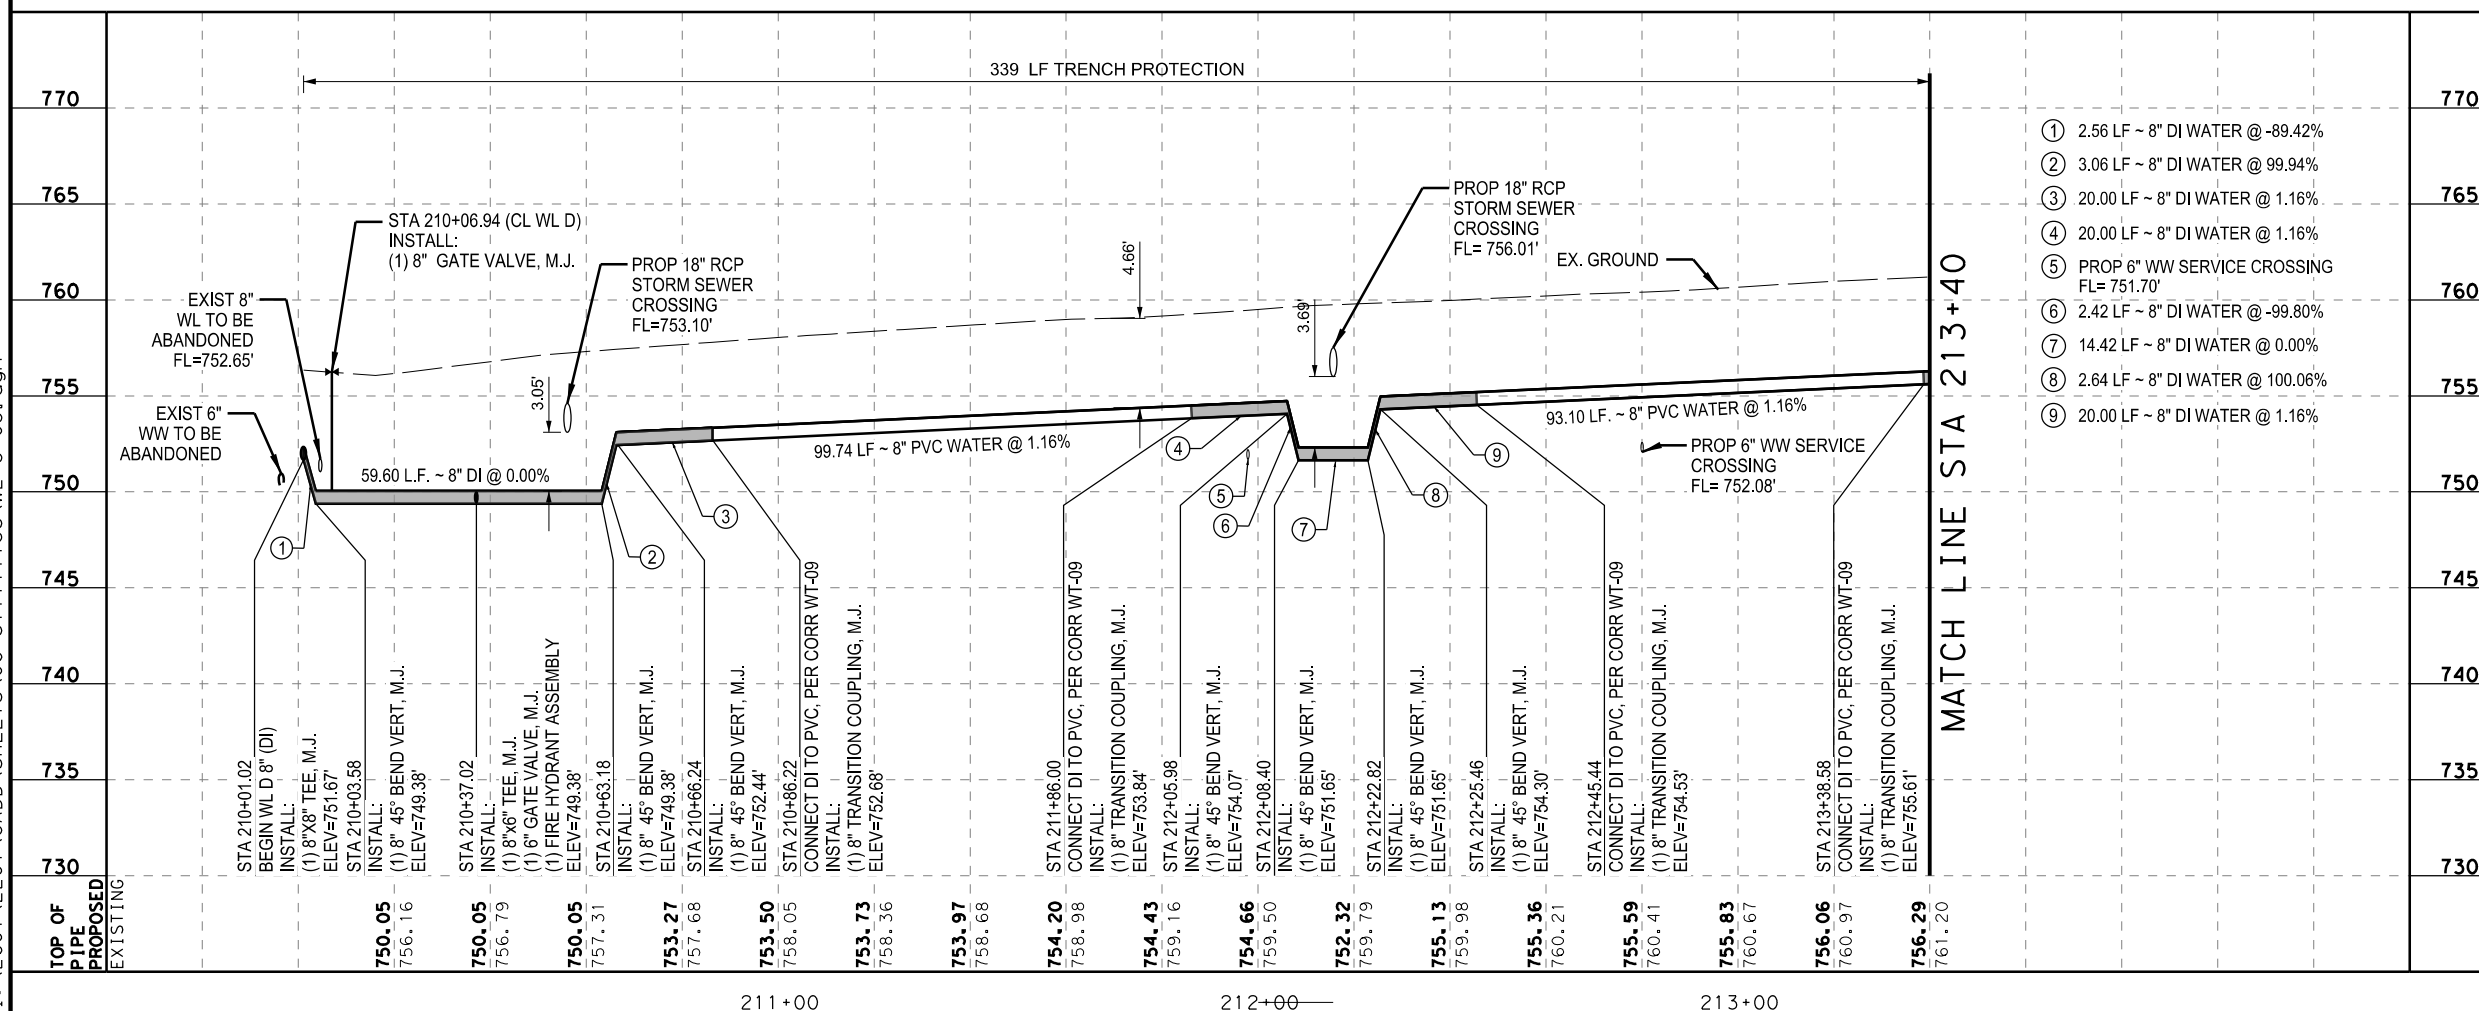 339 LF TRENCH PROTECTION
770
770
765
765
760
760
755
755
750
750
745
745
740
740
735
735
730
730
STA 210+06.94 (CL WL D)
INSTALL:
(1) 8" GATE VALVE, M.J.
EXIST 8"
WL TO BE
ABANDONED
FL=752.65'
EXIST 6"
WW TO BE
ABANDONED
PROP 18" RCP
STORM SEWER
CROSSING
FL=753.10'
3.05'
4.66'
3.69'
PROP 18" RCP
STORM SEWER
CROSSING
FL= 756.01'
EX. GROUND
59.60 L.F. ~ 8" DI @ 0.00%
99.74 LF ~ 8" PVC WATER @ 1.16%
93.10 LF. ~ 8" PVC WATER @ 1.16%
PROP 6" WW SERVICE
CROSSING
FL= 752.08'
1
2
3
4
5
6
7
8
9
MATCH LINE STA 213+40
1 2.56 LF ~ 8" DI WATER @ -89.42%
2 3.06 LF ~ 8" DI WATER @ 99.94%
3 20.00 LF ~ 8" DI WATER @ 1.16%
4 20.00 LF ~ 8" DI WATER @ 1.16%
5 PROP 6" WW SERVICE CROSSING
FL= 751.70'
6 2.42 LF ~ 8" DI WATER @ -99.80%
7 14.42 LF ~ 8" DI WATER @ 0.00%
8 2.64 LF ~ 8" DI WATER @ 100.06%
9 20.00 LF ~ 8" DI WATER @ 1.16%
STA 210+01.02
BEGIN WL D 8" (DI)
INSTALL:
(1) 8"X8" TEE, M.J.
ELEV=751.67'
STA 210+03.58
INSTALL:
(1) 8" 45° BEND VERT, M.J.
ELEV=749.38'
STA 210+37.02
INSTALL:
(1) 8"x6" TEE, M.J.
(1) 6" GATE VALVE, M.J.
(1) FIRE HYDRANT ASSEMBLY
ELEV=749.38'
STA 210+63.18
INSTALL:
(1) 8" 45° BEND VERT, M.J.
ELEV=749.38'
STA 210+66.24
INSTALL:
(1) 8" 45° BEND VERT, M.J.
ELEV=752.44'
STA 210+86.22
CONNECT DI TO PVC, PER CORR WT-09
INSTALL:
(1) 8" TRANSITION COUPLING, M.J.
ELEV=752.68'
STA 211+86.00
CONNECT DI TO PVC, PER CORR WT-09
INSTALL:
(1) 8" TRANSITION COUPLING, M.J.
ELEV=753.84'
STA 212+05.98
INSTALL:
(1) 8" 45° BEND VERT, M.J.
ELEV=754.07'
STA 212+08.40
INSTALL:
(1) 8" 45° BEND VERT, M.J.
ELEV=751.65'
STA 212+22.82
INSTALL:
(1) 8" 45° BEND VERT, M.J.
ELEV=751.65'
STA 212+25.46
INSTALL:
(1) 8" 45° BEND VERT, M.J.
ELEV=754.30'
STA 212+45.44
CONNECT DI TO PVC, PER CORR WT-09
INSTALL:
(1) 8" TRANSITION COUPLING, M.J.
ELEV=754.53'
STA 213+38.58
CONNECT DI TO PVC, PER CORR WT-09
INSTALL:
(1) 8" TRANSITION COUPLING, M.J.
ELEV=755.61'
TOP OF
PIPE
PROPOSED
EXISTING
750.05
756.16
750.05
756.79
750.05
757.31
753.27
757.68
753.50
758.05
753.73
758.36
753.97
758.68
754.20
758.98
754.43
759.16
754.66
759.50
752.32
759.79
755.13
759.98
755.36
760.21
755.59
760.41
755.83
760.67
756.06
760.97
756.29
761.20
211+00
212+00
213+00